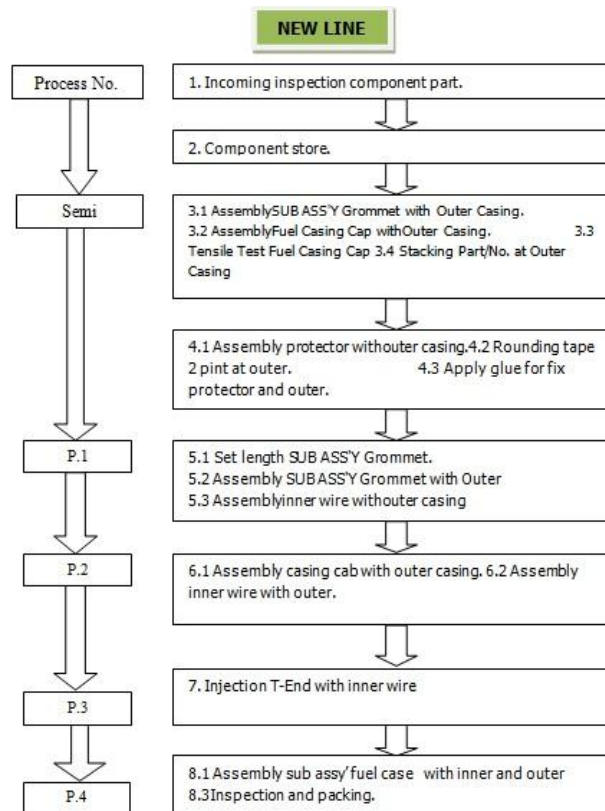 NEW LINE
Process No.
1. Incoming inspection component part.
2. Component store.
Semi
3.1 AssemblySUB ASS'Y Grommet with Outer Casing.
3.2 AssemblyFuel Casing Cap withOuter Casing. 3.3
Tensile Test Fuel Casing Cap 3.4 Stacking Part/No. at Outer
Casing
4.1 Assembly protector withouter casing.4.2 Rounding tape
2 pint at outer. 4.3 Apply glue for fix
protector and outer.
P.1
5.1 Set length SUB ASS'Y Grommet.
5.2 Assembly SUB ASS'Y Grommet with Outer
5.3 Assemblyinner wire withouter casing
P.2
6.1 Assembly casing cab with outer casing. 6.2 Assembly
inner wire with outer.
P.3
7. Injection T-End with inner wire
P.4
8.1 Assembly sub assy' fuel case with inner and outer
8.3Inspection and packing.